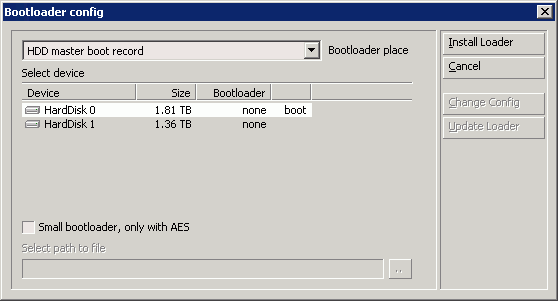 Bootloader config
HDD master boot record Bootloader place
Install Loader
Cancel
Change Config
Update Loader
Select device
Device Size Bootloader
HardDisk 0 1.81 TB none boot
HardDisk 1 1.36 TB none
Small bootloader, only with AES
Select path to file
..